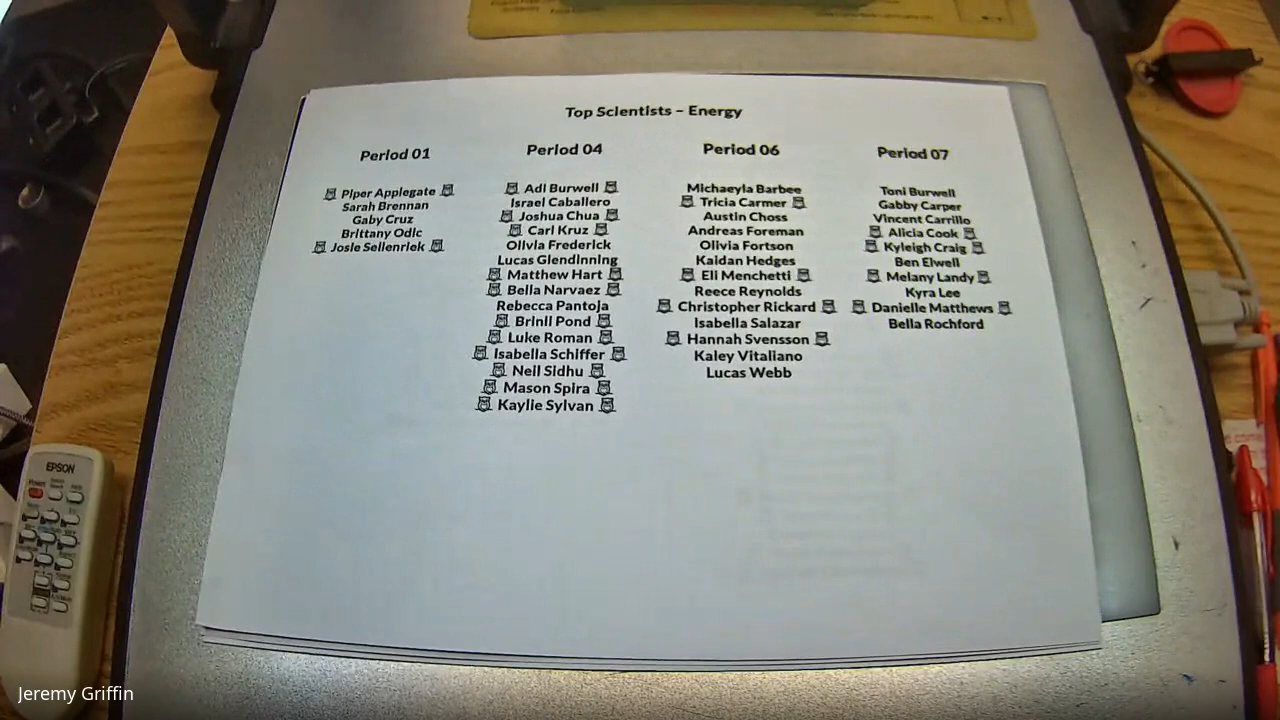 Top Scientists – Energy
Period 01
Piper Applegate
Sarah Brennan
Gaby Cruz
Brittany Odic
Josie Sellenriek
Period 04
Adi Burwell
Israel Caballero
Joshua Chua
Carl Kruz
Olivia Frederick
Lucas Glendinning
Matthew Hart
Bella Narvaez
Rebecca Pantoja
Brinli Pond
Luke Roman
Isabella Schiffer
Neil Sidhu
Mason Spira
Kaylie Sylvan
Period 06
Michaeyla Barbee
Tricia Carmer
Austin Choss
Andreas Foreman
Olivia Fortson
Kaidan Hedges
Eli Menchetti
Reece Reynolds
Christopher Rickard
Isabella Salazar
Hannah Svensson
Kaley Vitaliano
Lucas Webb
Period 07
Toni Burwell
Gabby Carper
Vincent Carrillo
Alicia Cook
Kyleigh Craig
Ben Elwell
Melany Landy
Kyra Lee
Danielle Matthews
Bella Rochford
EPSON
Jeremy Griffin